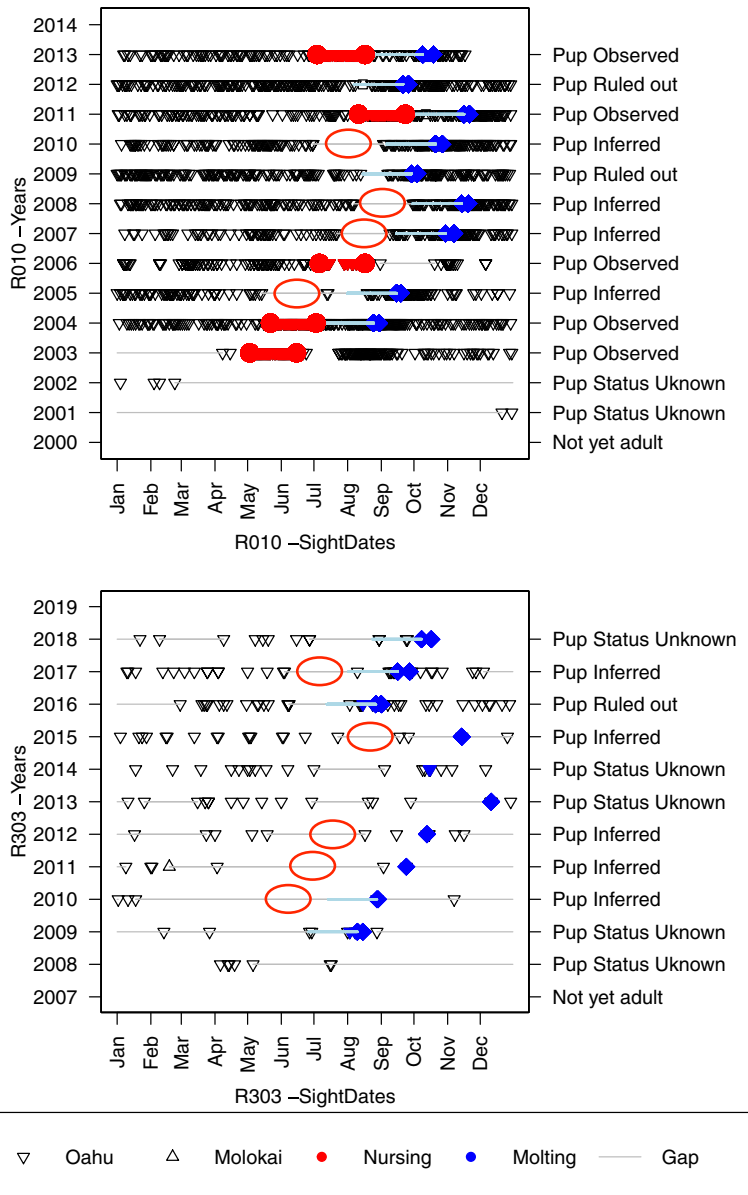 2014
2013 Pup Observed
2012 Pup Ruled out
2011 Pup Observed
2010 Pup Inferred
2009 Pup Ruled out
2008 Pup Inferred
2007 Pup Inferred
2006 Pup Observed
2005 Pup Inferred
2004 Pup Observed
2003 Pup Observed
2002 Pup Status Uknown
2001 Pup Status Uknown
2000 Not yet adult
R010 –Years
Jan Feb Mar Apr May Jun Jul Aug Sep Oct Nov Dec
R010 –SightDates
2019
2018 Pup Status Unknown
2017 Pup Inferred
2016 Pup Ruled out
2015 Pup Inferred
2014 Pup Status Uknown
2013 Pup Status Uknown
2012 Pup Inferred
2011 Pup Inferred
2010 Pup Inferred
2009 Pup Status Uknown
2008 Pup Status Uknown
2007 Not yet adult
R303 –Years
Jan Feb Mar Apr May Jun Jul Aug Sep Oct Nov Dec
R303 –SightDates
Oahu Molokai Nursing Molting Gap